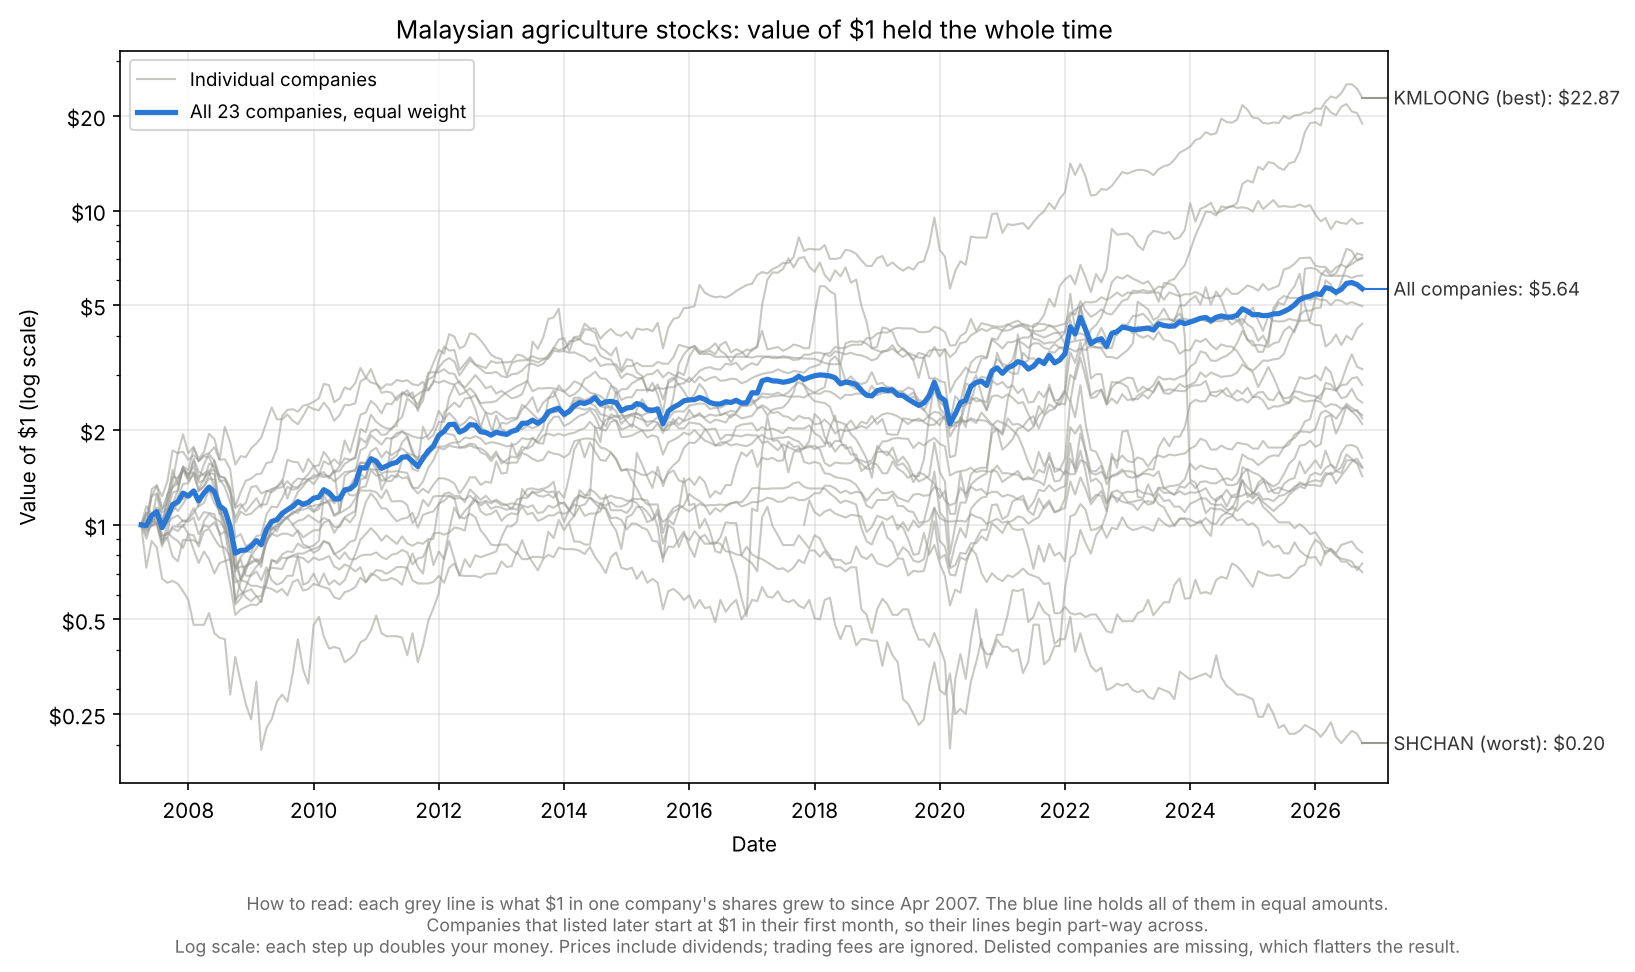 Malaysian agriculture stocks: value of $1 held the whole time
Individual companies
All 23 companies, equal weight
$20
$10
$5
$2
$1
$0.5
$0.25
Value of $1 (log scale)
KMLOONG (best): $22.87
All companies: $5.64
SHCHAN (worst): $0.20
2008 2010 2012 2014 2016 2018 2020 2022 2024 2026
Date
How to read: each grey line is what $1 in one company's shares grew to since Apr 2007. The blue line holds all of them in equal amounts.
Companies that listed later start at $1 in their first month, so their lines begin part-way across.
Log scale: each step up doubles your money. Prices include dividends; trading fees are ignored. Delisted companies are missing, which flatters the result.